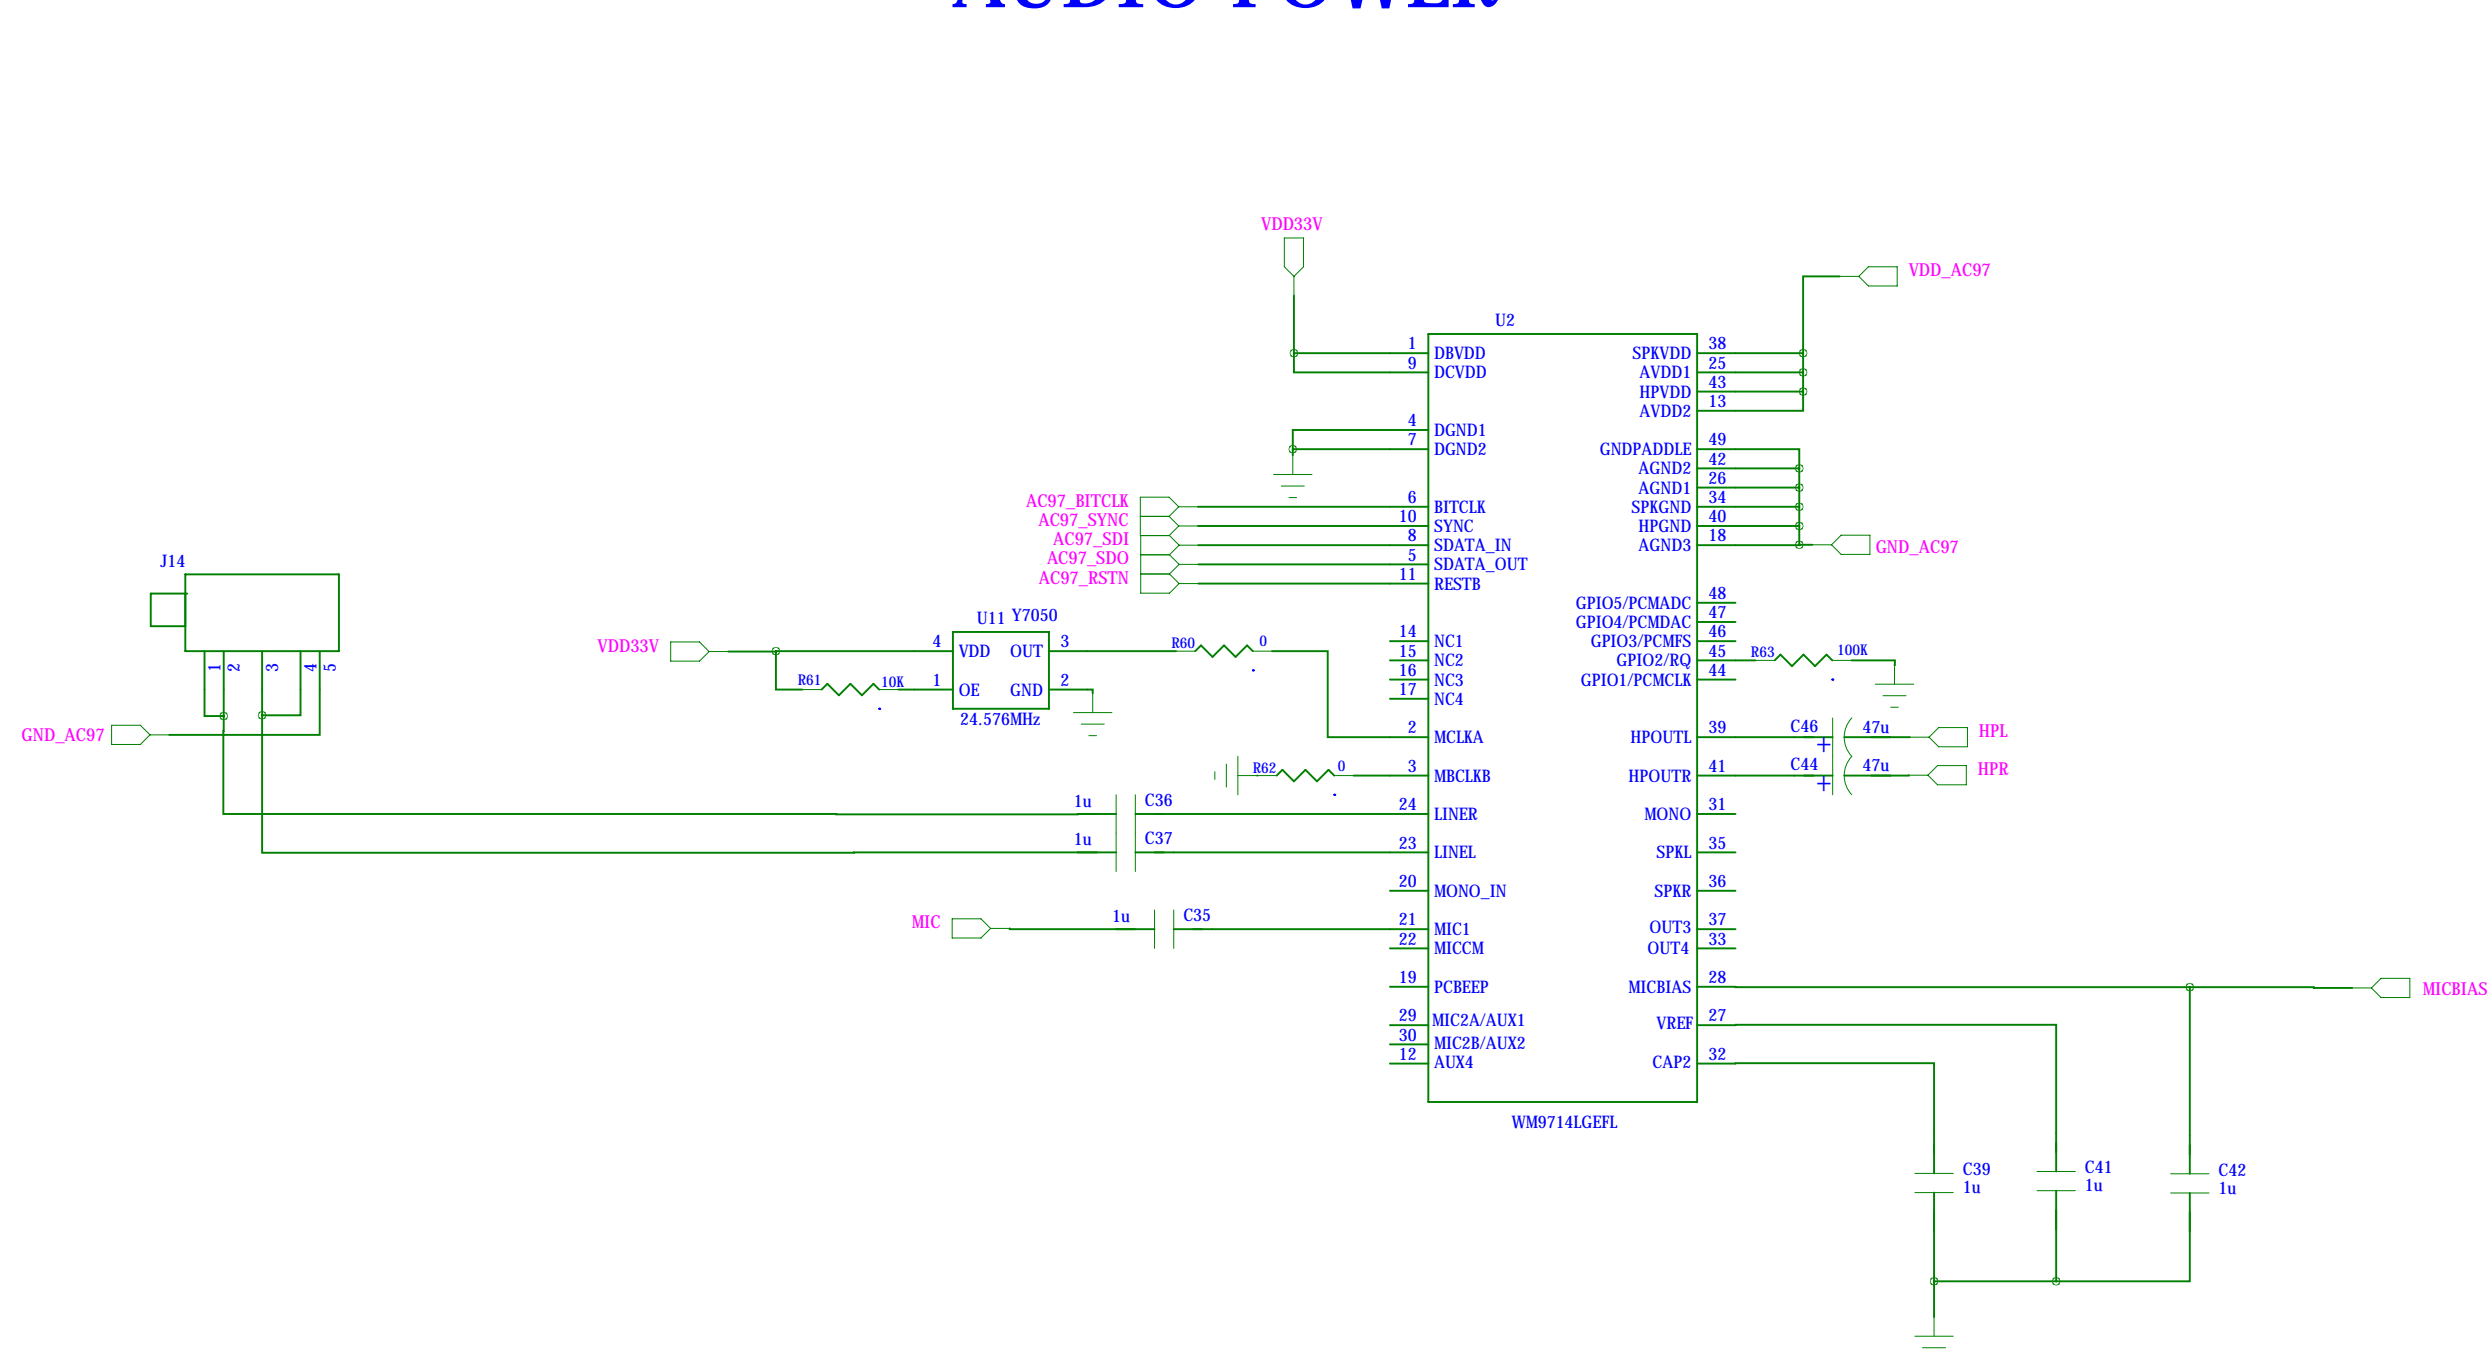 AUDIO POWER
VDD33V
VDD_AC97
U2
1 DBVDD
9 DCVDD
4 DGND1
7 DGND2
AC97_BITCLK 6 BITCLK
AC97_SYNC 10 SYNC
AC97_SDI 8 SDATA_IN
AC97_SDO 5 SDATA_OUT
AC97_RSTN 11 RESTB
14 NC1
15 NC2
16 NC3
17 NC4
2 MCLKA
3 MBCLKB
24 LINER
23 LINEL
20 MONO_IN
21 MIC1
22 MICCM
19 PCBEEP
29 MIC2A/AUX1
30 MIC2B/AUX2
12 AUX4
SPKVDD 38
AVDD1 25
HPVDD 43
AVDD2 13
GNDPADDLE 49
AGND2 42
AGND1 26
SPKGND 34
HPGND 40
AGND3 18
GND_AC97
GPIO5/PCMADC 48
GPIO4/PCMDAC 47
GPIO3/PCMFS 46
GPIO2/RQ 45
GPIO1/PCMCLK 44
R63 100K
HPOUTL 39
C46 + 47u HPL
HPOUTR 41
C44 + 47u HPR
MONO 31
SPKL 35
SPKR 36
OUT3 37
OUT4 33
MICBIAS 28
MICBIAS
VREF 27
CAP2 32
WM9714LGEFL
J14
1 2 3 4 5
GND_AC97
VDD33V
U11 Y7050
4 VDD OUT 3
1 OE GND 2
24.576MHz
R61 10K
R60 0
R62 0
1u C36
1u C37
MIC
1u C35
C39
1u
C41
1u
C42
1u